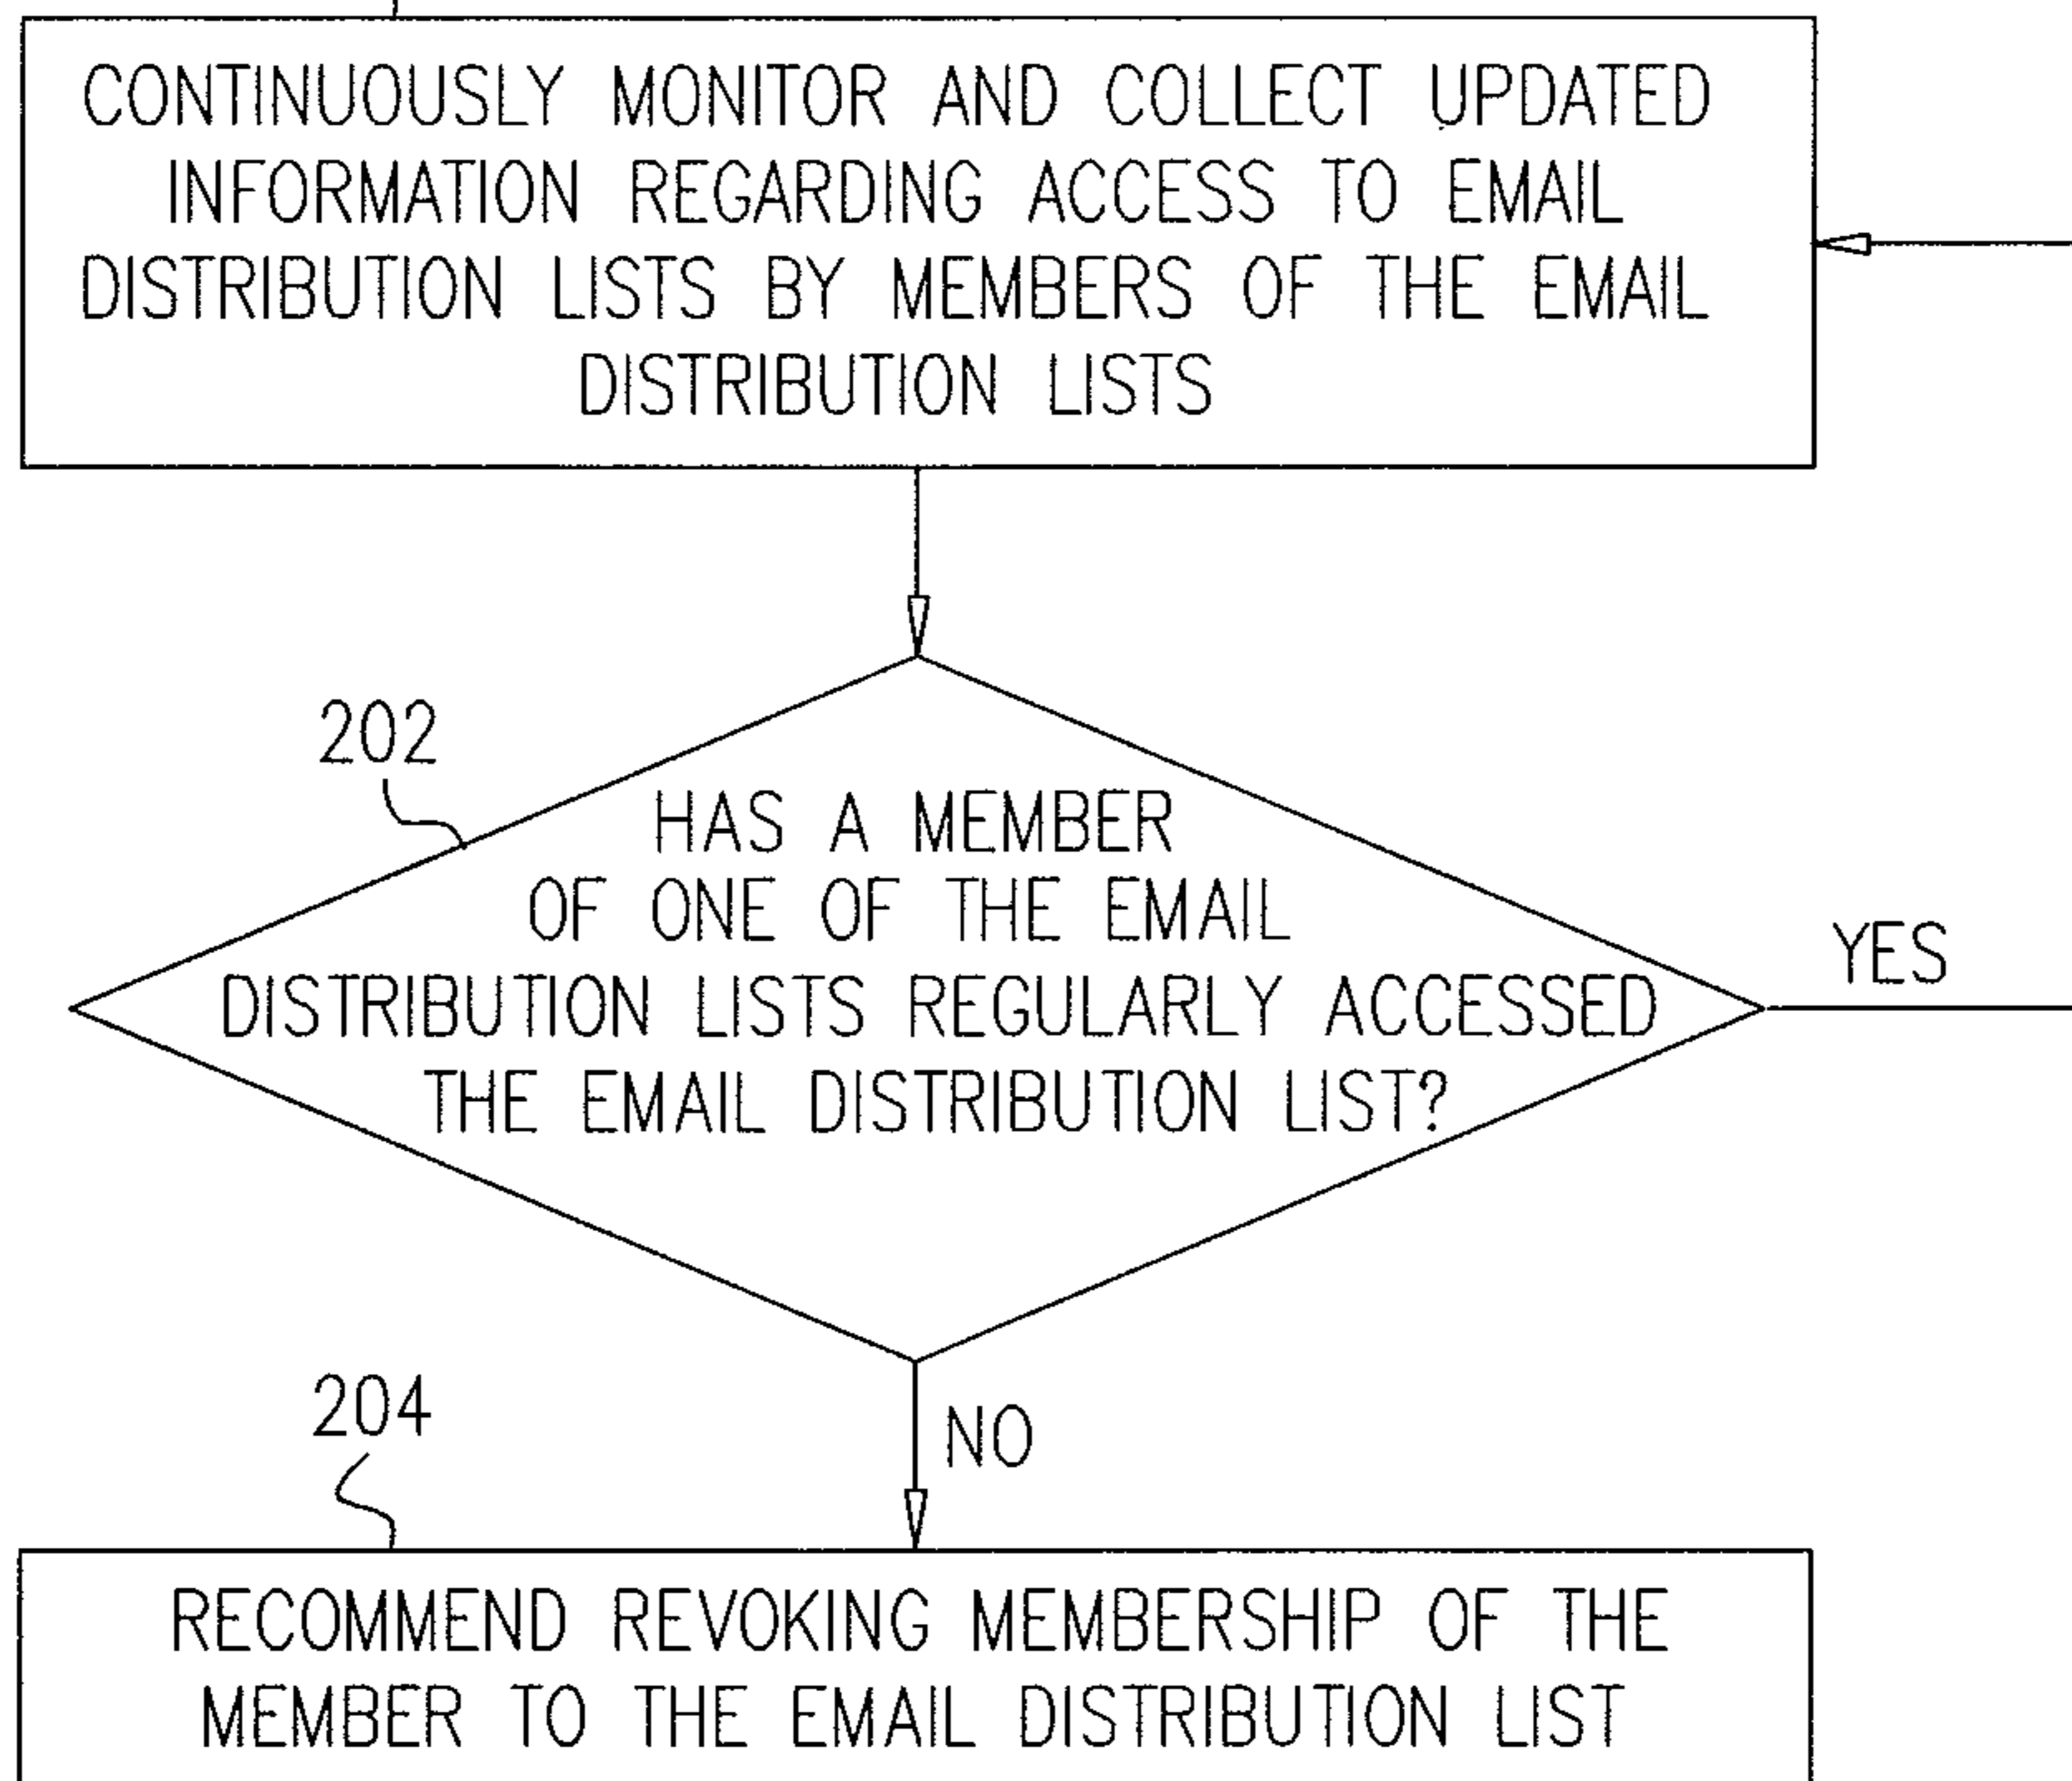 CONTINUOUSLY MONITOR AND COLLECT UPDATED
INFORMATION REGARDING ACCESS TO EMAIL
DISTRIBUTION LISTS BY MEMBERS OF THE EMAIL
DISTRIBUTION LISTS
202
HAS A MEMBER
OF ONE OF THE EMAIL
DISTRIBUTION LISTS REGULARLY ACCESSED
THE EMAIL DISTRIBUTION LIST?
YES
204
NO
RECOMMEND REVOKING MEMBERSHIP OF THE
MEMBER TO THE EMAIL DISTRIBUTION LIST